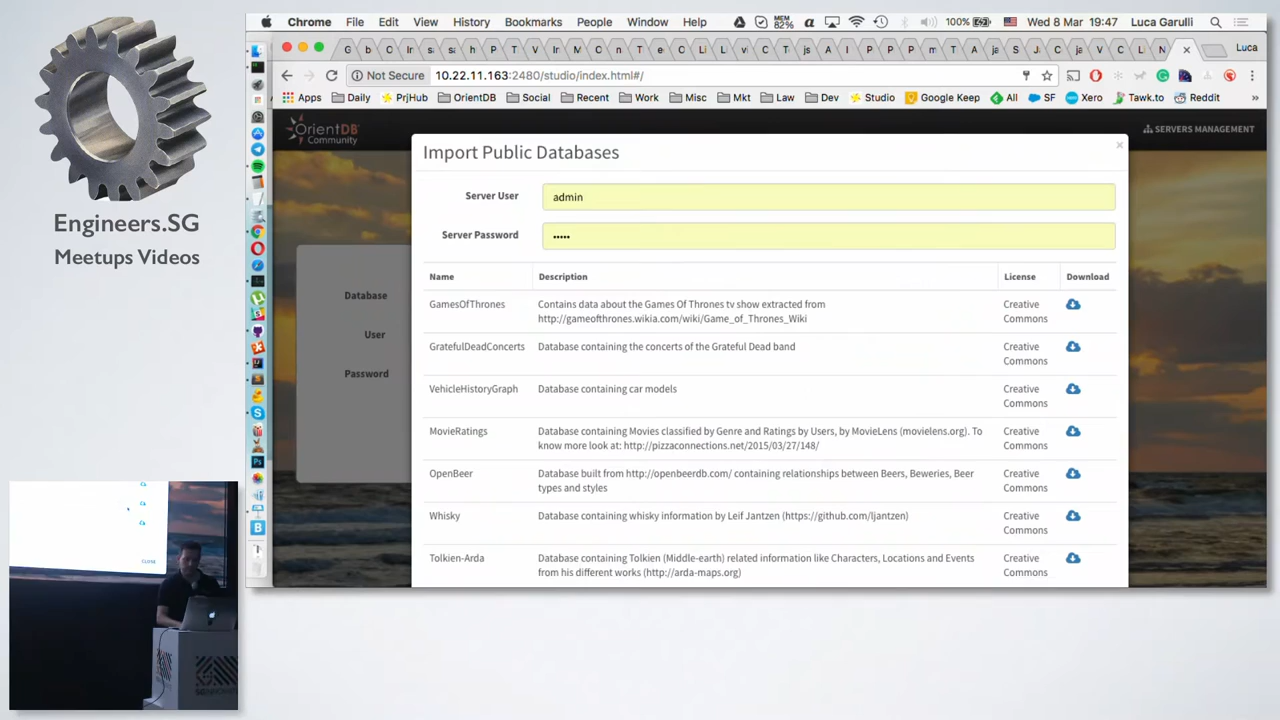 Engineers.SG
Meetups Videos
Chrome File Edit View History Bookmarks People Window Help
MEM 82% 100% Wed 8 Mar 19:47 Luca Garulli
Luca
Not Secure 10.22.11.163:2480/studio/index.html#/
Apps Daily PrjHub OrientDB Social Recent Work Misc Mkt Law Dev Studio Google Keep All SF Xero Tawk.to Reddit »
OrientDB
Community
SERVERS MANAGEMENT
Import Public Databases
Server User admin
Server Password •••••
Database
User
Password
Name Description License Download
GamesOfThrones Contains data about the Games Of Thrones tv show extracted from
http://gameofthrones.wikia.com/wiki/Game_of_Thrones_Wiki
Creative
Commons
GratefulDeadConcerts Database containing the concerts of the Grateful Dead band
Creative
Commons
VehicleHistoryGraph Database containing car models
Creative
Commons
MovieRatings Database containing Movies classified by Genre and Ratings by Users, by MovieLens (movielens.org). To
know more look at: http://pizzaconnections.net/2015/03/27/148/
Creative
Commons
OpenBeer Database built from http://openbeerdb.com/ containing relationships between Beers, Beweries, Beer
types and styles
Creative
Commons
Whisky Database containing whisky information by Leif Jantzen (https://github.com/ljantzen)
Creative
Commons
Tolkien-Arda Database containing Tolkien (Middle-earth) related information like Characters, Locations and Events
from his different works (http://arda-maps.org)
Creative
Commons